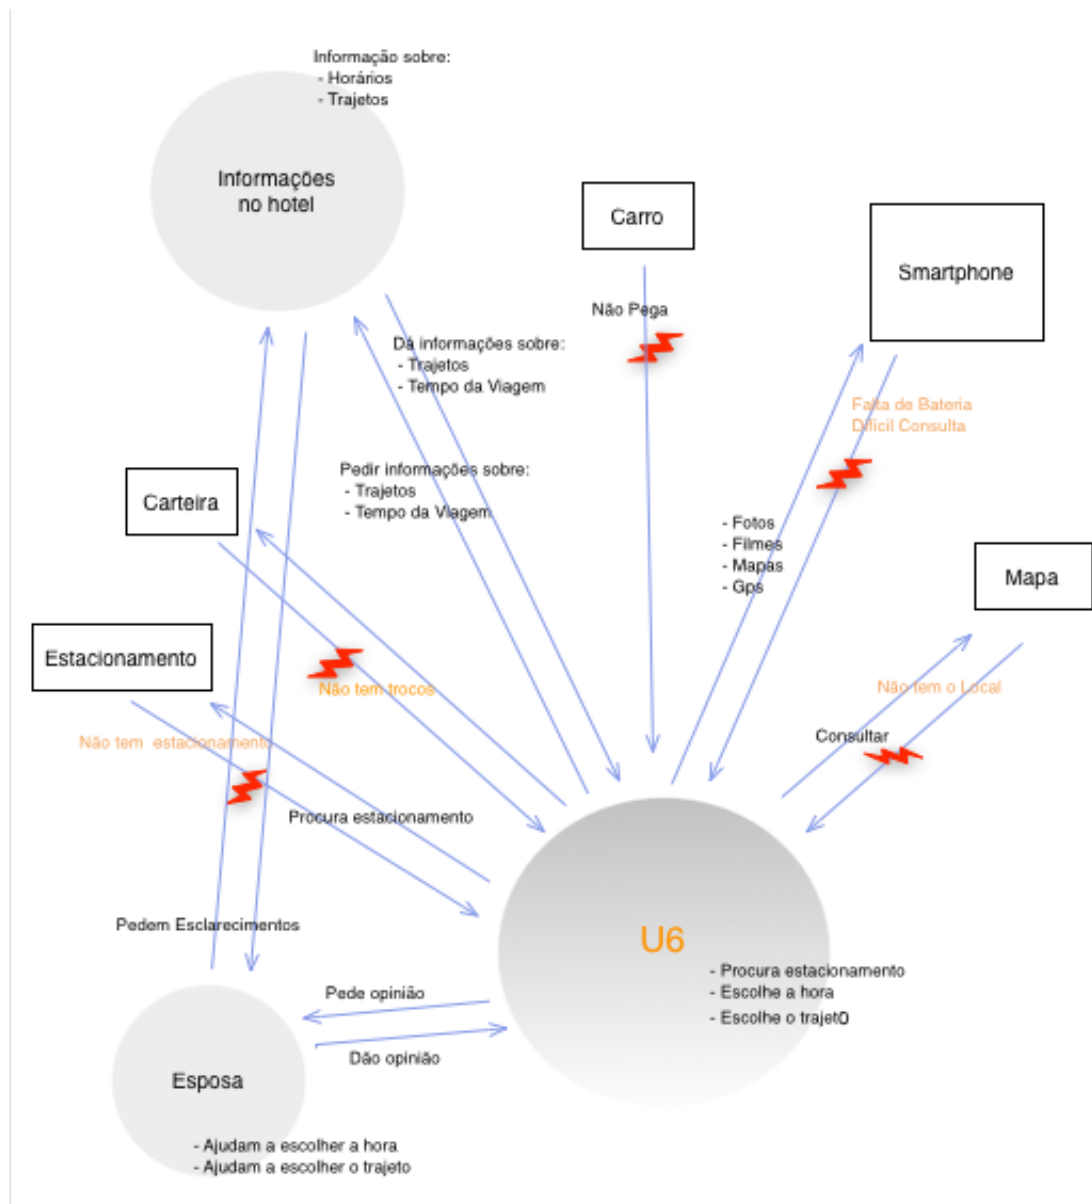 Informação sobre:
- Horários
- Trajetos
Informações
no hotel
Carro
Smartphone
Não Pega
Dá informações sobre:
- Trajetos
- Tempo da Viagem
Falta de Bateria
Difícil Consulta
Pedir informações sobre:
- Trajetos
- Tempo da Viagem
Carteira
- Fotos
- Filmes
- Mapas
- Gps
Mapa
Estacionamento
Não tem trocos
Não tem o Local
Não tem estacionamento
Consultar
Procura estacionamento
Pedem Esclarecimentos
U6
- Procura estacionamento
- Escolhe a hora
- Escolhe o trajeto
Pede opinião
Dão opinião
Esposa
- Ajudam a escolher a hora
- Ajudam a escolher o trajeto